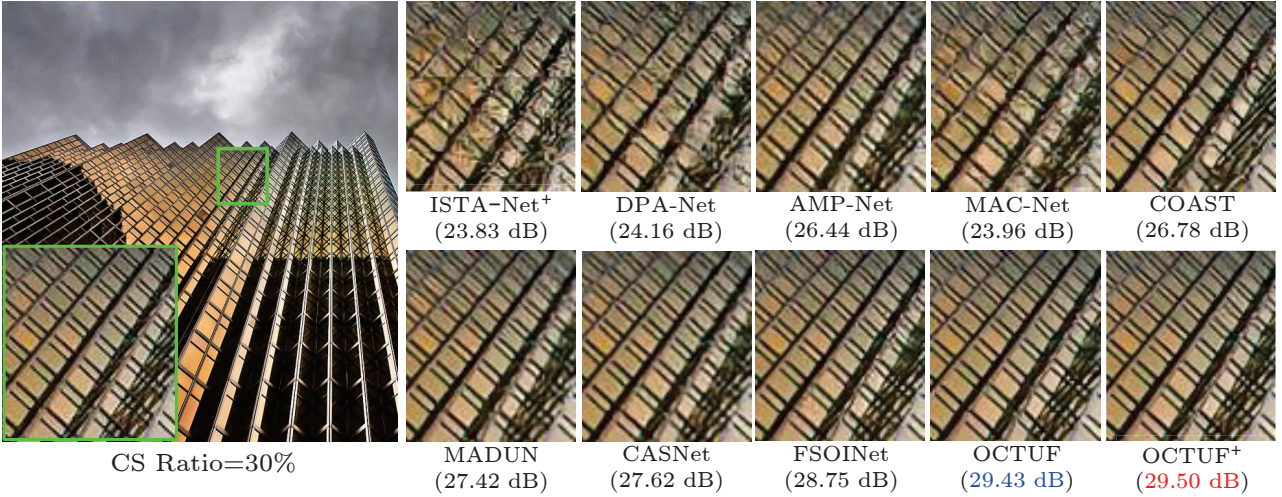 ISTA-Net⁺ DPA-Net AMP-Net MAC-Net COAST
(23.83 dB) (24.16 dB) (26.44 dB) (23.96 dB) (26.78 dB)
MADUN CASNet FSOINet OCTUF OCTUF⁺
CS Ratio=30%
(27.42 dB) (27.62 dB) (28.75 dB) (29.43 dB) (29.50 dB)